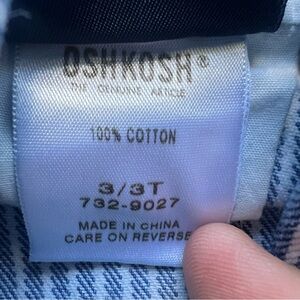 OSHKOSH®
THE GENUINE ARTICLE
100% COTTON
3/3T
732-9027
MADE IN CHINA
CARE ON REVERSE